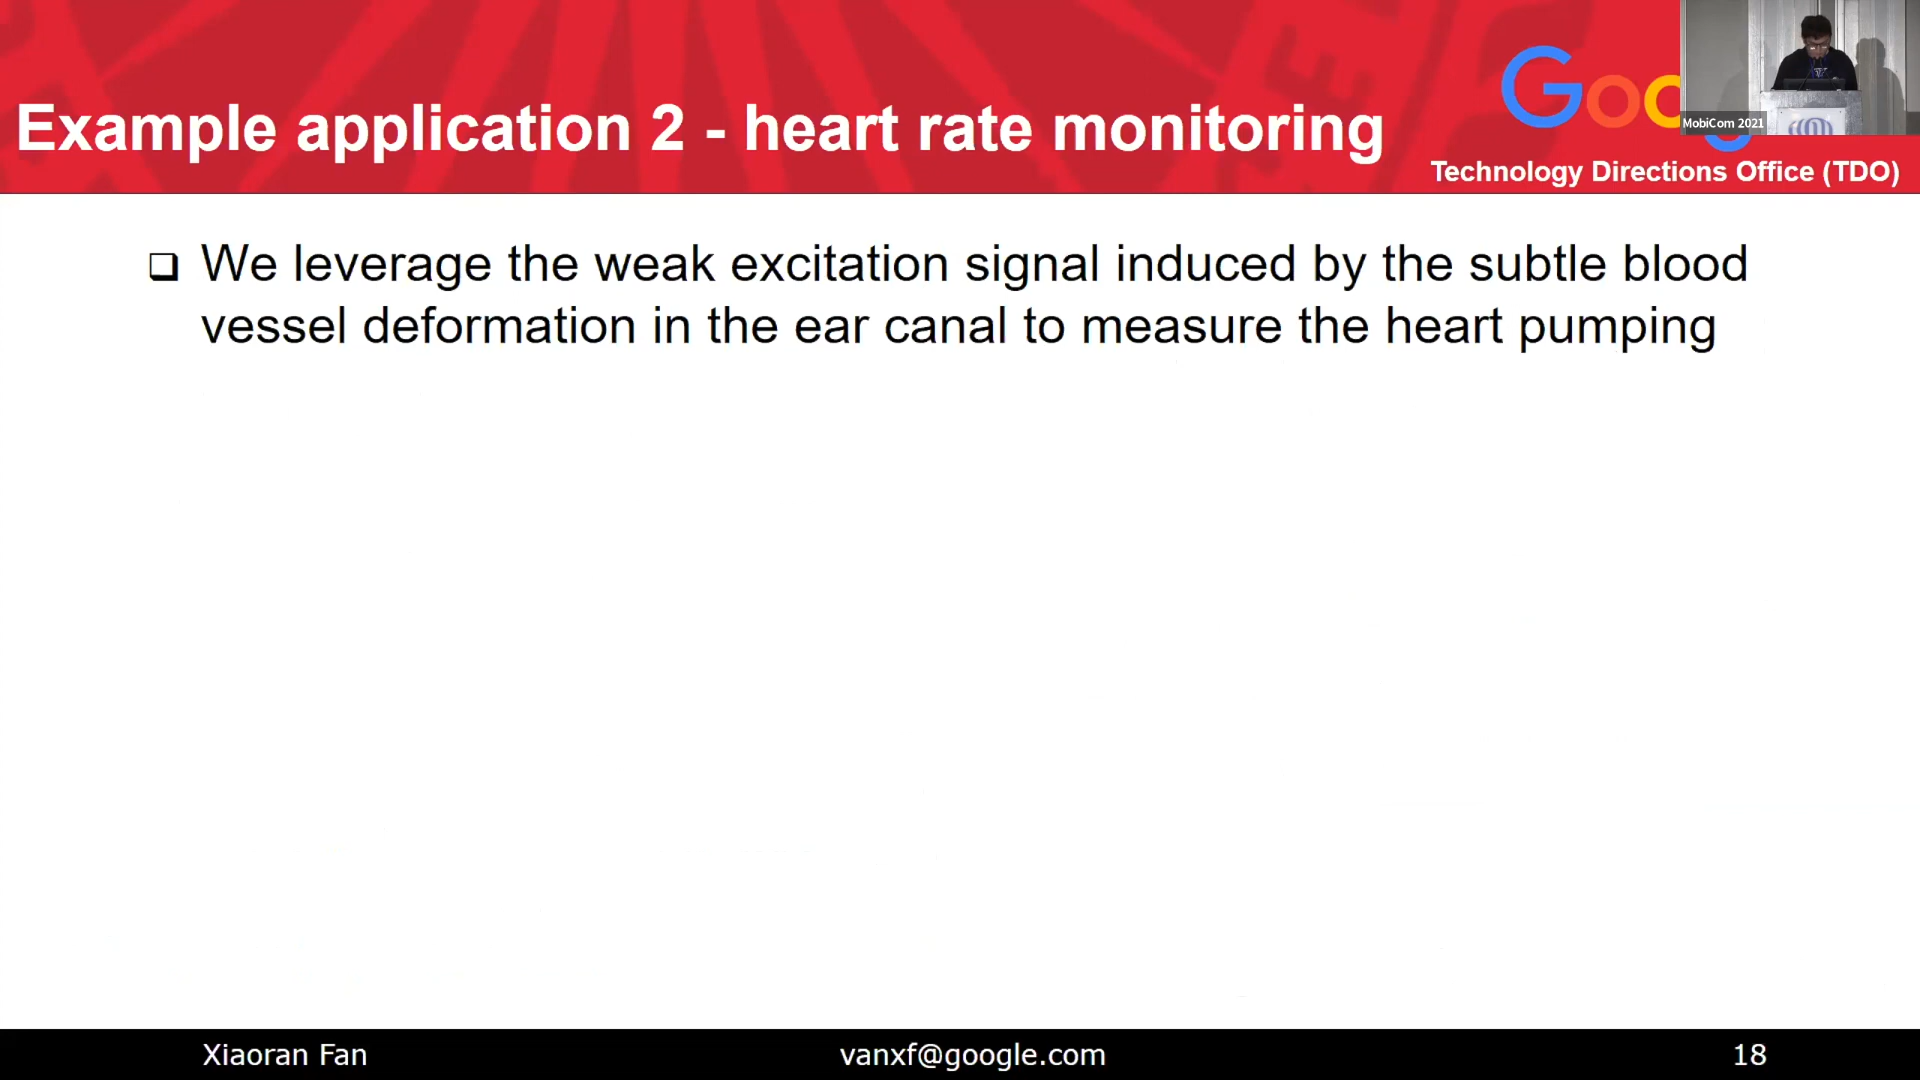 Example application 2 - heart rate monitoring
Goo
MobiCom 2021
Technology Directions Office (TDO)
We leverage the weak excitation signal induced by the subtle blood
vessel deformation in the ear canal to measure the heart pumping
Xiaoran Fan
vanxf@google.com
18